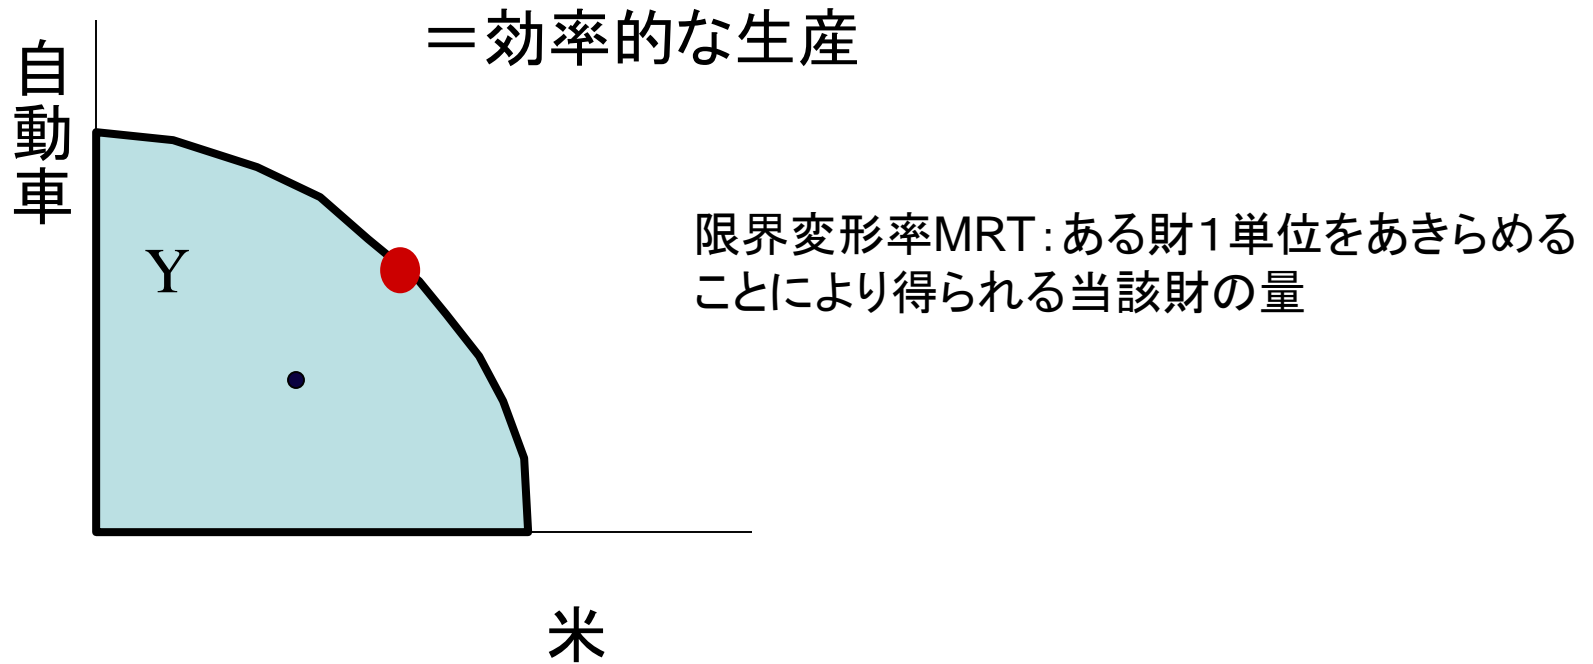 ＝効率的な生産
自動車
Y
限界変形率MRT：ある財１単位をあきらめる
ことにより得られる当該財の量
米